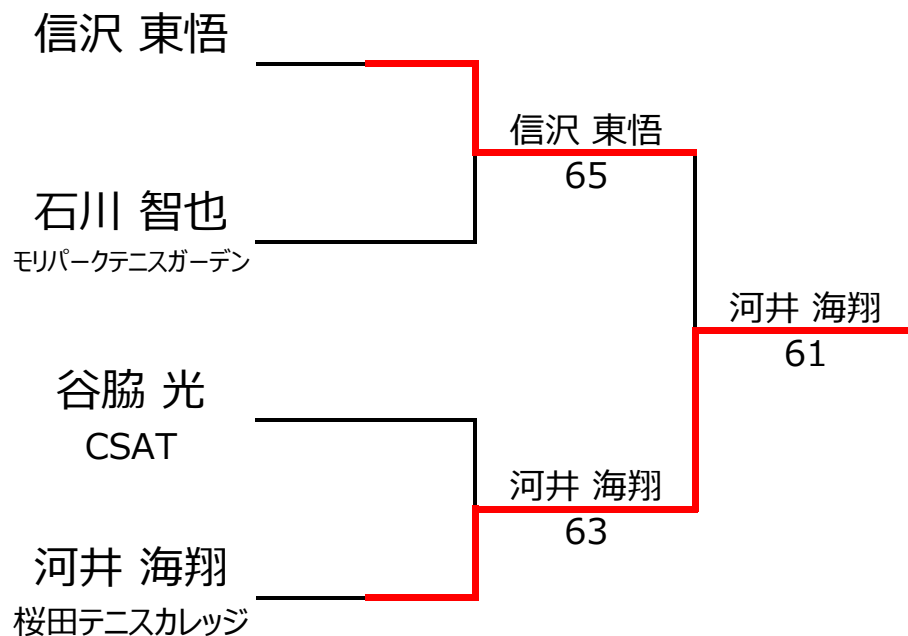 信沢 東悟
信沢 東悟
65
石川 智也
モリパークテニスガーデン
河井 海翔
61
谷脇 光
CSAT
河井 海翔
63
河井 海翔
桜田テニスカレッジ